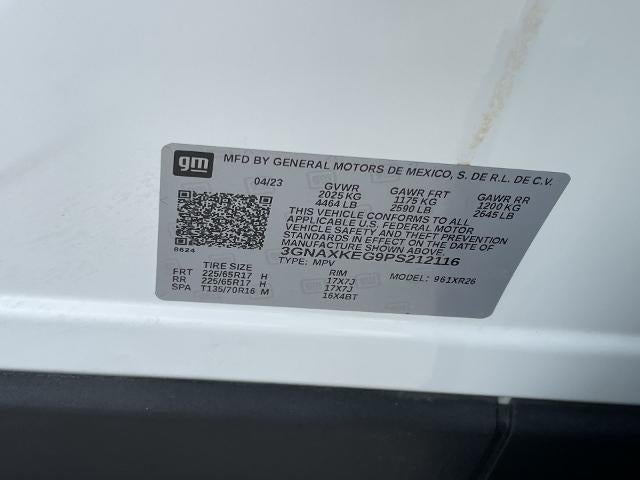 gm MFD BY GENERAL MOTORS DE MEXICO, S. DE R.L. DE C.V.
04/23 GVWR GAWR FRT GAWR RR
2025 KG 1175 KG 1200 KG
4464 LB 2590 LB 2645 LB
THIS VEHICLE CONFORMS TO ALL
APPLICABLE U.S. FEDERAL MOTOR
VEHICLE SAFETY AND THEFT PREVENTION
STANDARDS IN EFFECT ON THE DATE OF
MANUFACTURE SHOWN ABOVE
8624 3GNAXKEG9PS212116
TYPE: MPV MODEL: 961XR26
TIRE SIZE RIM
FRT 225/65R17 H 17X7J
RR 225/65R17 H 17X7J
SPA T135/70R16 M 16X4BT